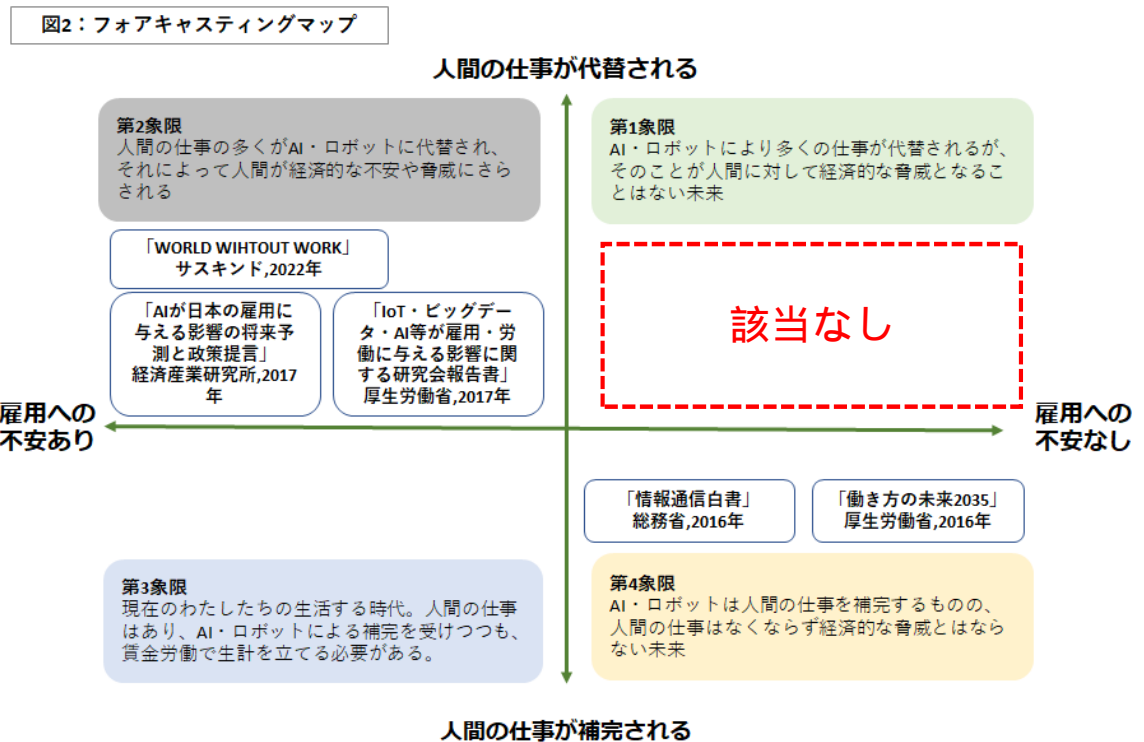 図2：フォアキャスティングマップ
人間の仕事が代替される
第2象限
人間の仕事の多くがAI・ロボットに代替され、
それによって人間が経済的な不安や脅威にさら
される
第1象限
AI・ロボットにより多くの仕事が代替されるが、
そのことが人間に対して経済的な脅威となるこ
とはない未来
「WORLD WIHTOUT WORK」
サスキンド,2022年
「AIが日本の雇用に
与える影響の将来予
測と政策提言」
経済産業研究所,2017
年
「IoT・ビッグデー
タ・AI等が雇用・労
働に与える影響に関
する研究会報告書」
厚生労働省,2017年
該当なし
雇用への
不安あり
雇用への
不安なし
「情報通信白書」
総務省,2016年
「働き方の未来2035」
厚生労働省,2016年
第3象限
現在のわたしたちの生活する時代。人間の仕事
はあり、AI・ロボットによる補完を受けつつも、
賃金労働で生計を立てる必要がある。
第4象限
AI・ロボットは人間の仕事を補完するものの、
人間の仕事はなくならず経済的な脅威とはなら
ない未来
人間の仕事が補完される